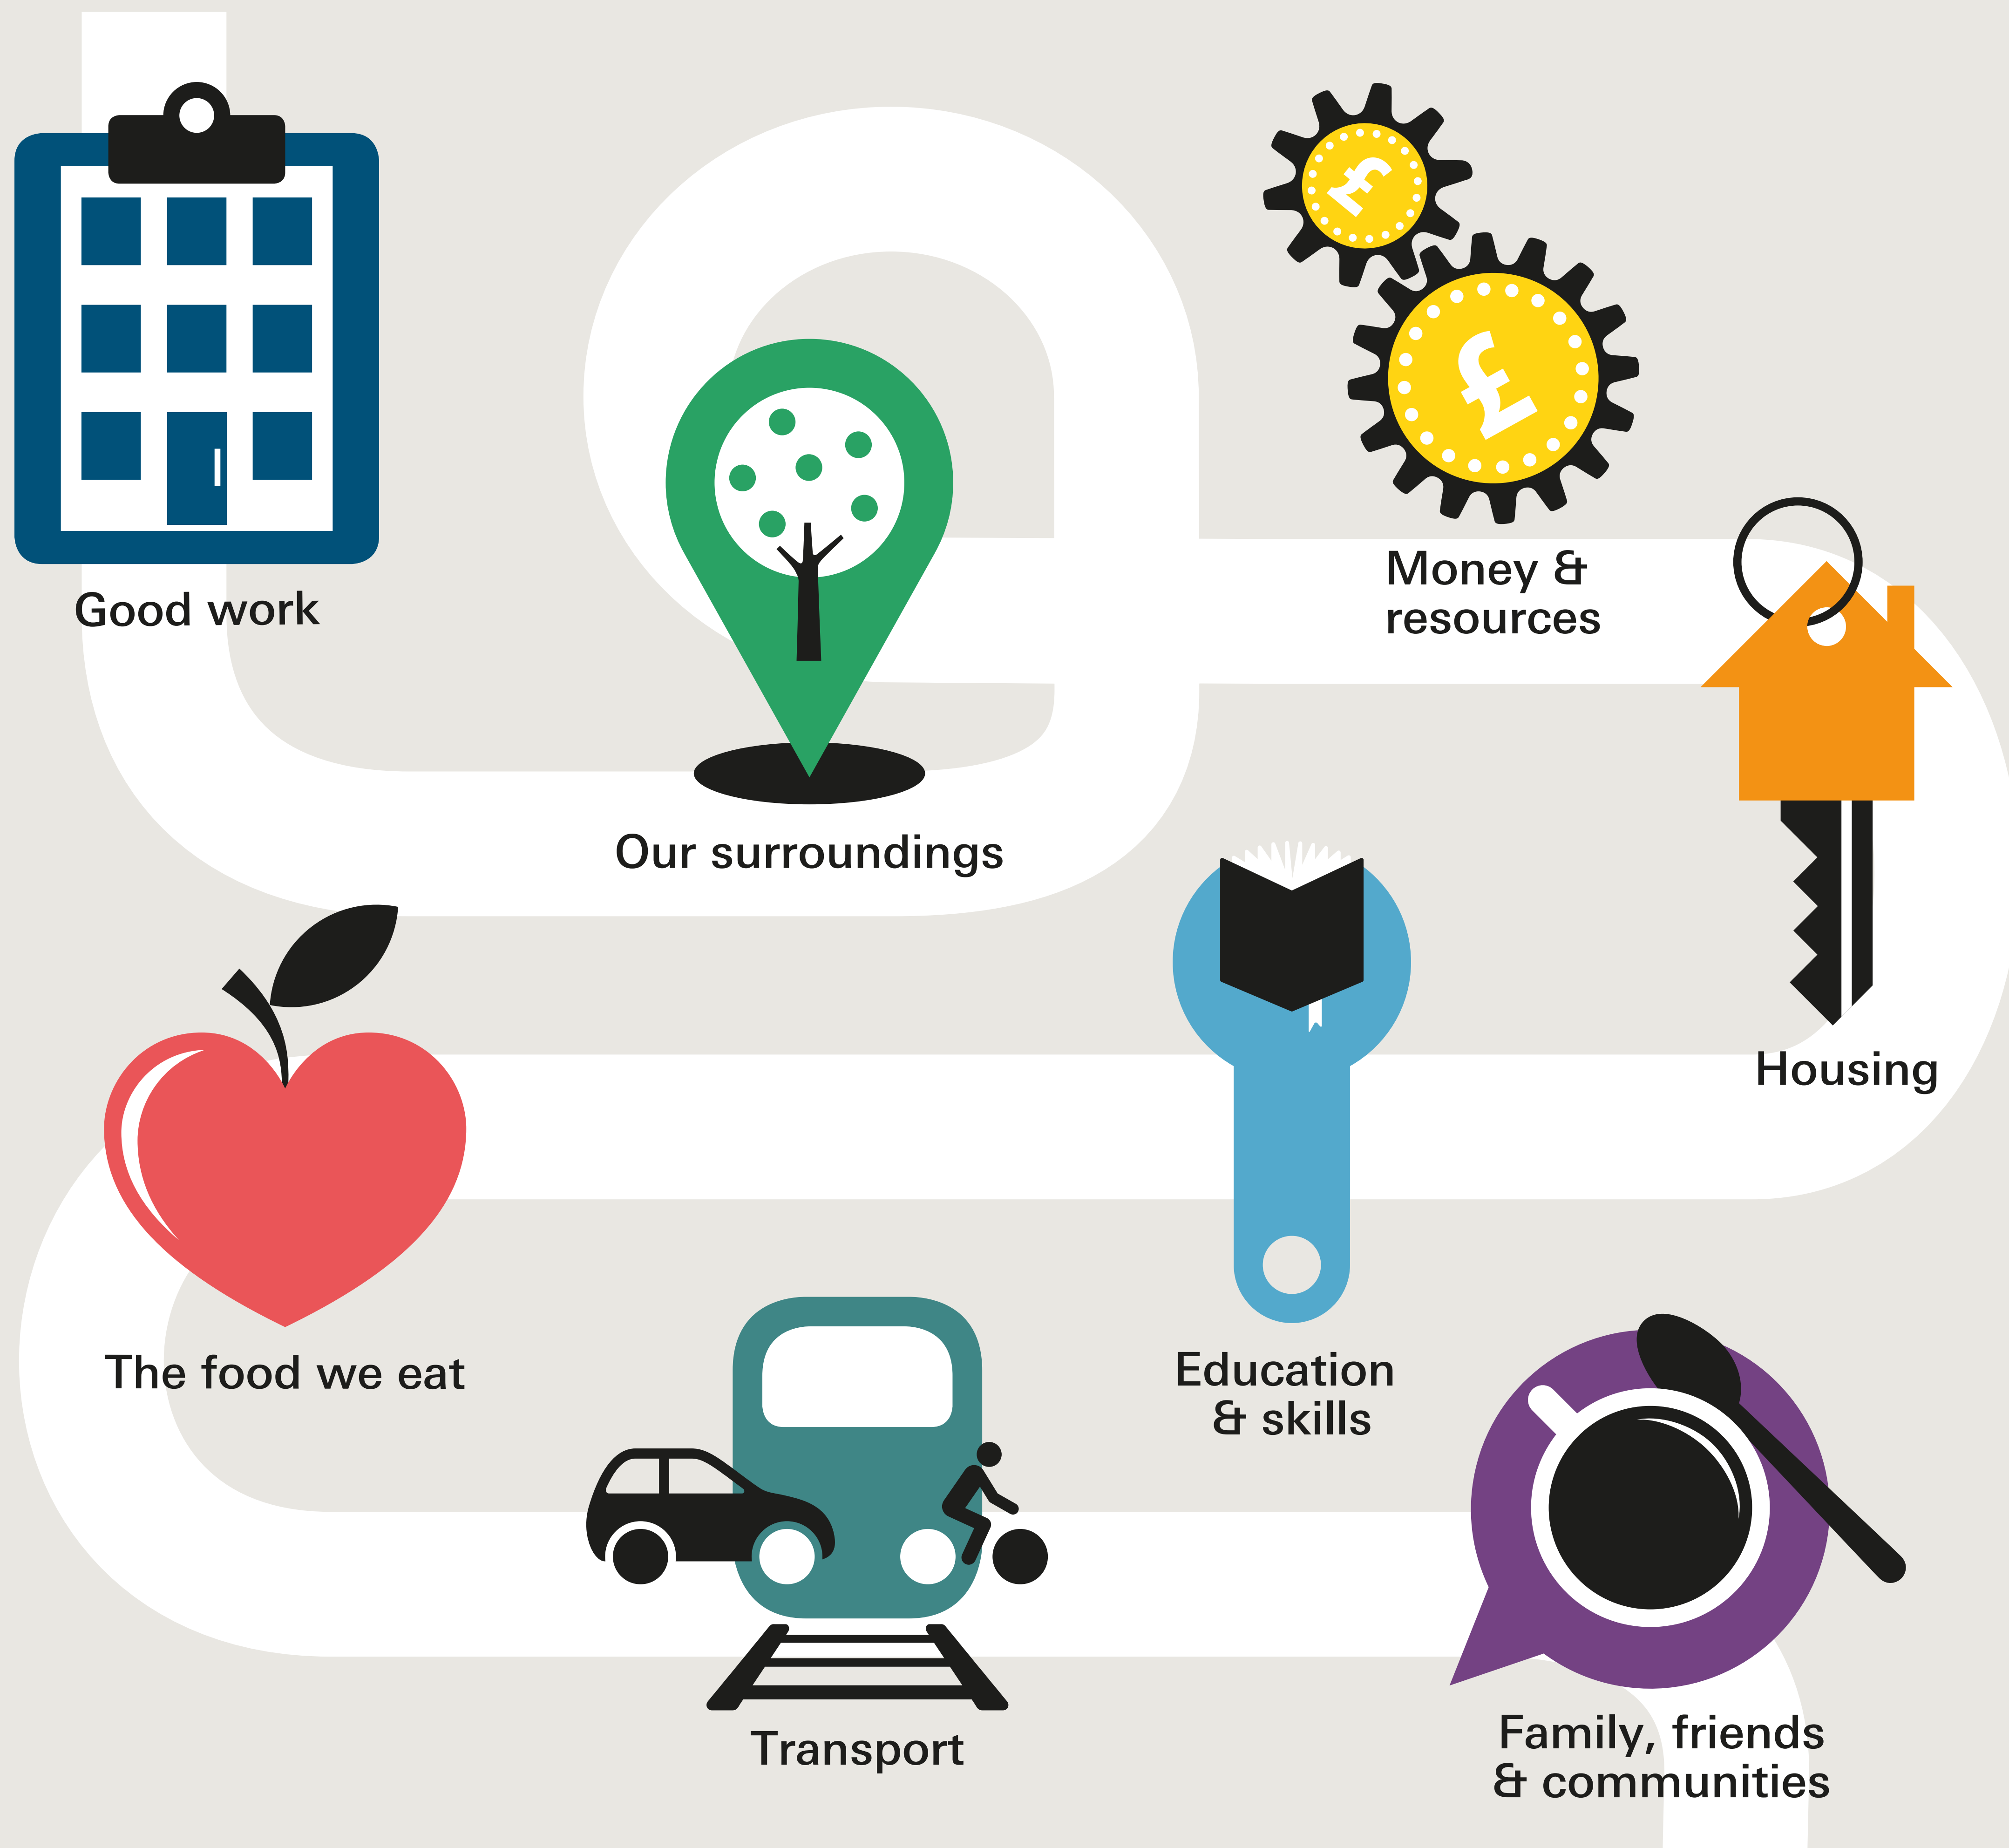 Good work
Our surroundings
£
£
Money &
resources
Housing
The food we eat
Education
& skills
Transport
Family, friends
& communities